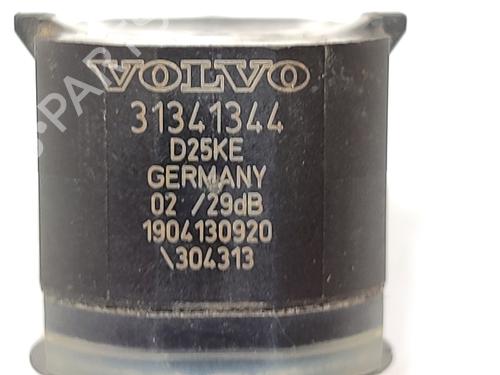 VOLVO
31341344
D25KE
GERMANY
02 /29dB
1904130920
\304313